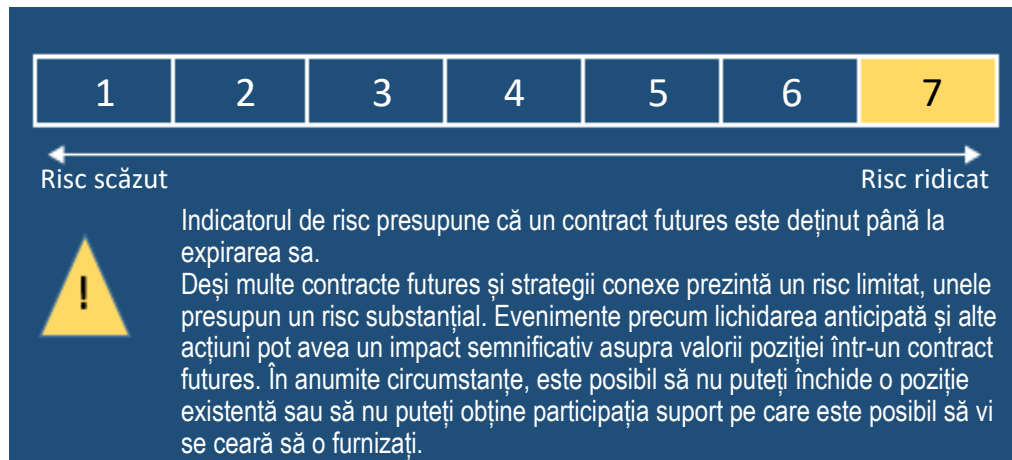 1 2 3 4 5 6 7
Risc scăzut Risc ridicat
Indicatorul de risc presupune că un contract futures este deținut până la
expirarea sa.
Deși multe contracte futures și strategii conexe prezintă un risc limitat, unele
presupun un risc substanțial. Evenimente precum lichidarea anticipată și alte
acțiuni pot avea un impact semnificativ asupra valorii poziției într-un contract
futures. În anumite circumstanțe, este posibil să nu puteți închide o poziție
existentă sau să nu puteți obține participația suport pe care este posibil să vi
se ceară să o furnizați.
!